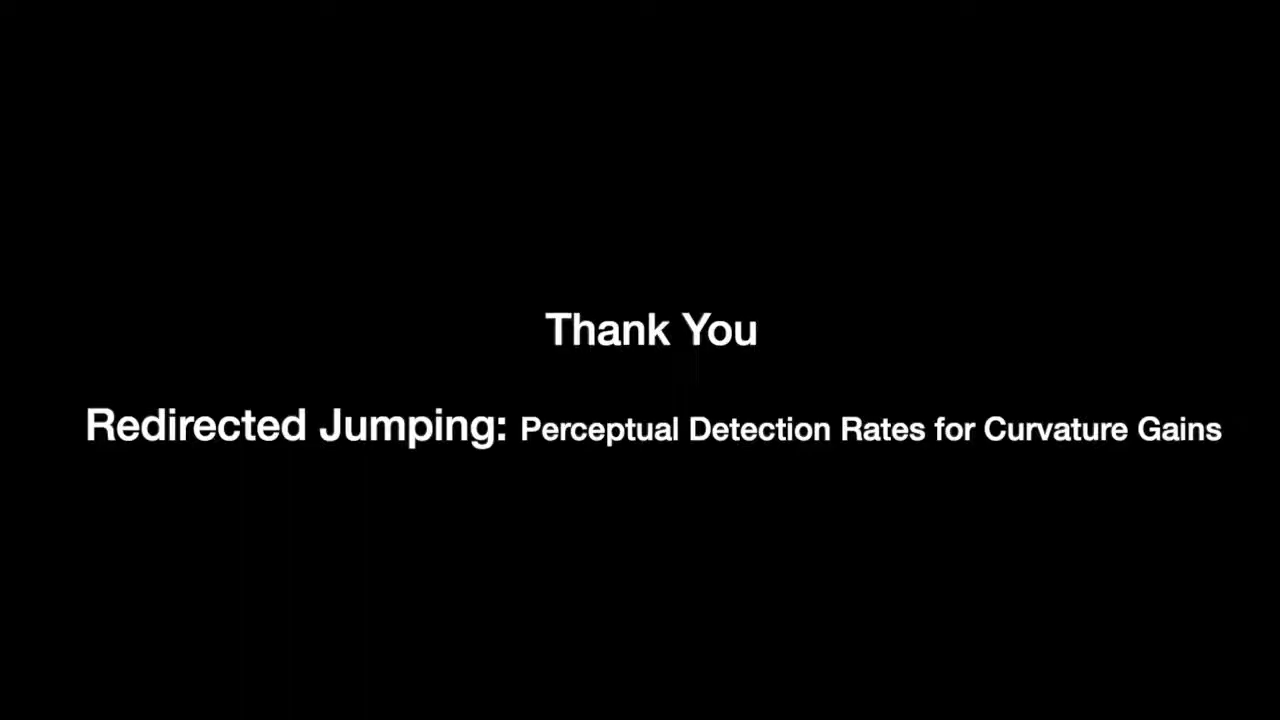 Thank You
Redirected Jumping: Perceptual Detection Rates for Curvature Gains